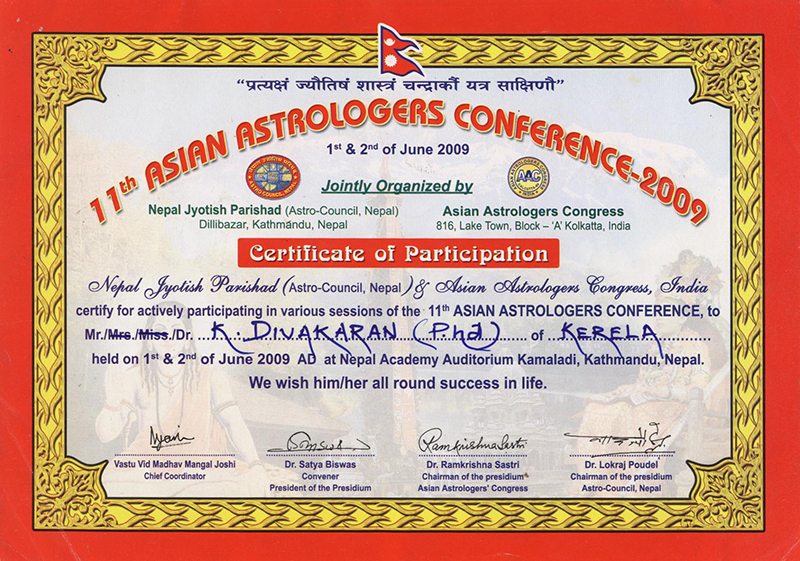 “प्रत्यक्षं ज्यौतिषं शास्त्रं चन्द्रार्कौ यत्र साक्षिणौ”
11th ASIAN ASTROLOGERS CONFERENCE-2009
1st & 2nd of June 2009
Jointly Organized by
Nepal Jyotish Parishad (Astro-Council, Nepal)
Dillibazar, Kathmandu, Nepal
AAC
Asian Astrologers Congress
816, Lake Town, Block – 'A' Kolkatta, India
Certificate of Participation
Nepal Jyotish Parishad (Astro-Council, Nepal) & Asian Astrologers Congress, India
certify for actively participating in various sessions of the 11th ASIAN ASTROLOGERS CONFERENCE, to
Mr./Mrs./Miss./Dr. K. DIVAKARAN (Phd) of KERELA
held on 1st & 2nd of June 2009 AD at Nepal Academy Auditorium Kamaladi, Kathmandu, Nepal.
We wish him/her all round success in life.
Ramkrishna Sastri
Vastu Vid Madhav Mangal Joshi
Chief Coordinator
Dr. Satya Biswas
Convener
President of the Presidium
Dr. Ramkrishna Sastri
Chairman of the presidium
Asian Astrologers' Congress
Dr. Lokraj Poudel
Chairman of the presidium
Astro-Council, Nepal